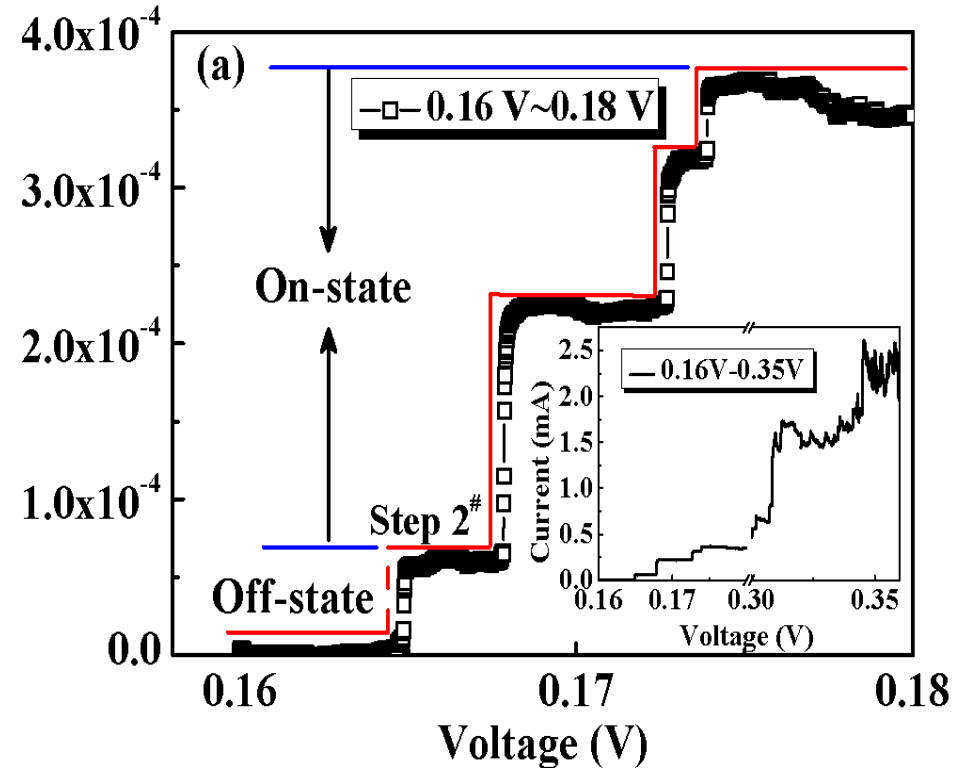 4.0x10⁻⁴
(a)
0.16 V~0.18 V
3.0x10⁻⁴
On-state
2.0x10⁻⁴
2.5
0.16V-0.35V
2.0
1.5
1.0
0.5
0.0
Current (mA)
0.16
0.17
0.30
0.35
Voltage (V)
1.0x10⁻⁴
Step 2#
Off-state
0.0
0.16
0.17
0.18
Voltage (V)